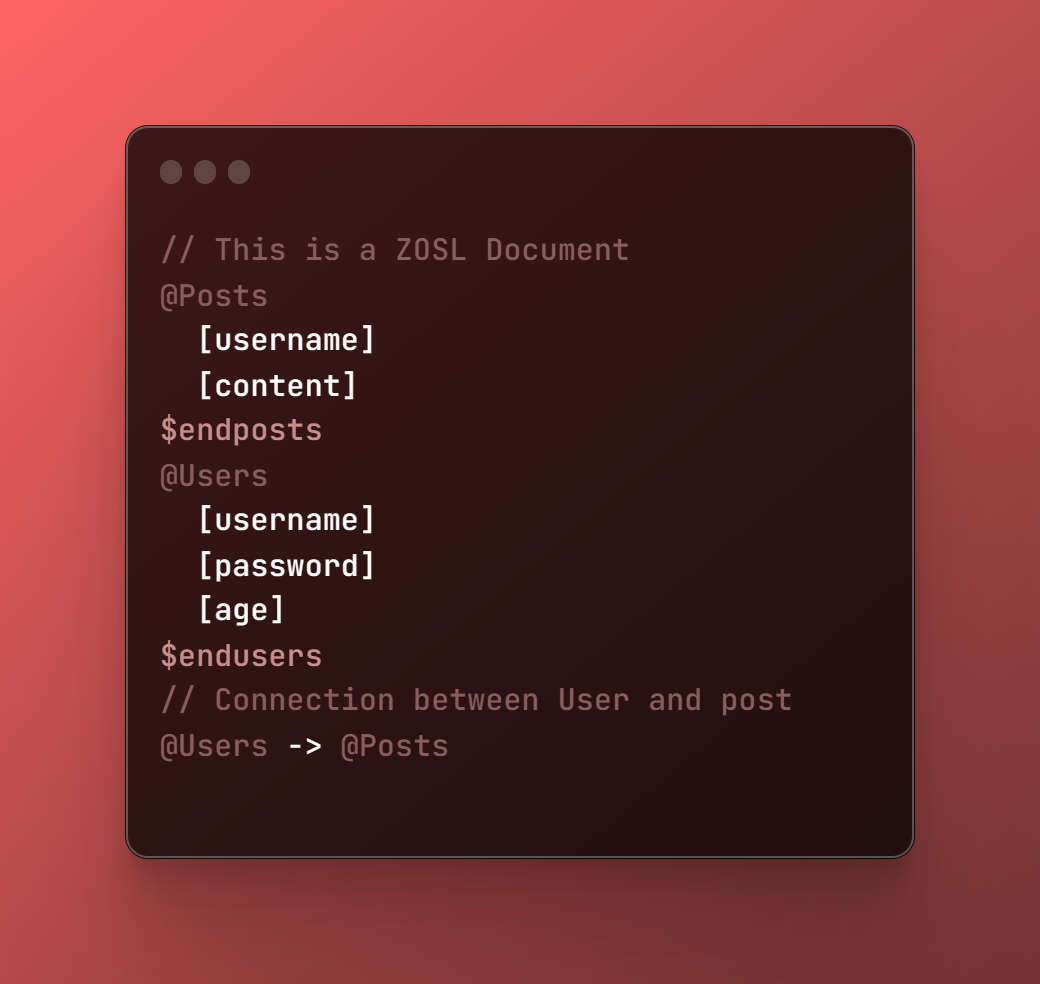 // This is a ZOSL Document
@Posts
  [username]
  [content]
$endposts
@Users
  [username]
  [password]
  [age]
$endusers
// Connection between User and post
@Users -> @Posts